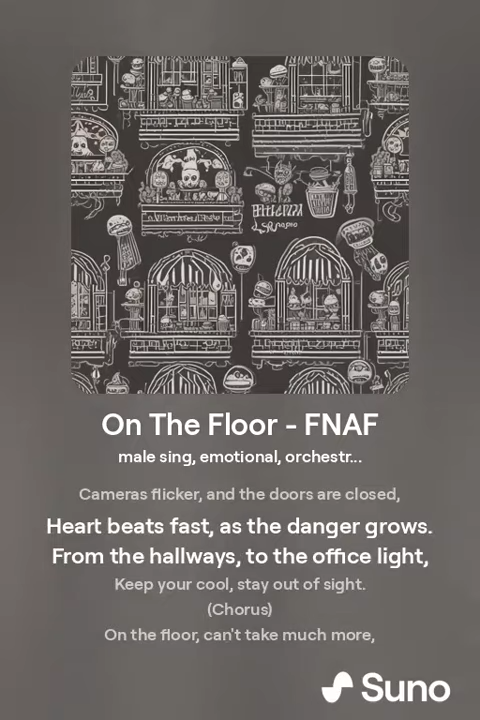 On The Floor - FNAF
male sing, emotional, orchestr...
Cameras flicker, and the doors are closed,
Heart beats fast, as the danger grows.
From the hallways, to the office light,
Keep your cool, stay out of sight.
(Chorus)
On the floor, can't take much more,
Suno